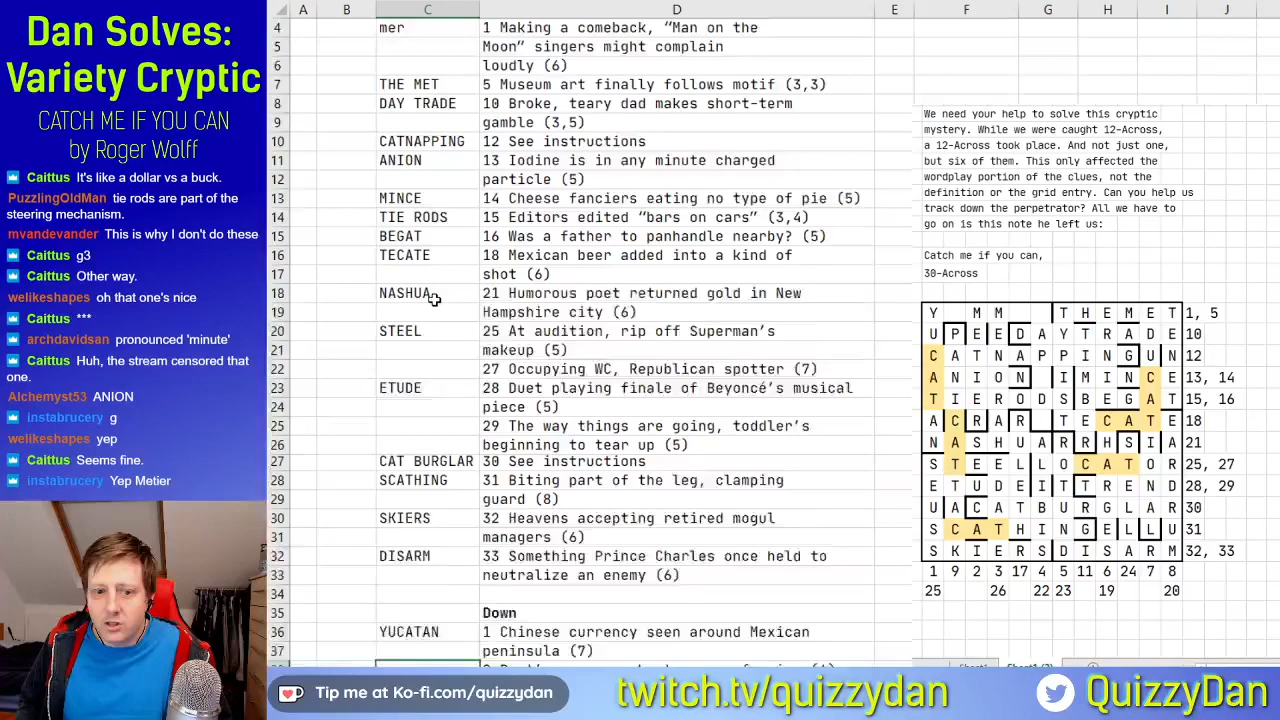 Dan Solves:
Variety Cryptic
CATCH ME IF YOU CAN
by Roger Wolff
Caittus It's like a dollar vs a buck.
PuzzlingOldMan tie rods are part of the
steering mechanism.
mvandevander This is why I don't do these
Caittus g3
Caittus Other way.
welikeshapes oh that one's nice
Caittus ***
archdavidsan pronounced 'minute'
Caittus Huh, the stream censored that
one.
Alchemyst53 ANION
instabrucery g
welikeshapes yep
Caittus Seems fine.
instabrucery Yep Metier
A B C D E F G H I J
4 mer 1 Making a comeback, “Man on the
5 Moon” singers might complain
6 loudly (6)
7 THE MET 5 Museum art finally follows motif (3,3)
8 DAY TRADE 10 Broke, teary dad makes short-term
9 gamble (3,5)
10 CATNAPPING 12 See instructions
11 ANION 13 Iodine is in any minute charged
12 particle (5)
13 MINCE 14 Cheese fanciers eating no type of pie (5)
14 TIE RODS 15 Editors edited “bars on cars” (3,4)
15 BEGAT 16 Was a father to panhandle nearby? (5)
16 TECATE 18 Mexican beer added into a kind of
17 shot (6)
18 NASHUA 21 Humorous poet returned gold in New
19 Hampshire city (6)
20 STEEL 25 At audition, rip off Superman’s
21 makeup (5)
22 27 Occupying WC, Republican spotter (7)
23 ETUDE 28 Duet playing finale of Beyoncé’s musical
24 piece (5)
25 29 The way things are going, toddler’s
26 beginning to tear up (5)
27 CAT BURGLAR 30 See instructions
28 SCATHING 31 Biting part of the leg, clamping
29 guard (8)
30 SKIERS 32 Heavens accepting retired mogul
31 managers (6)
32 DISARM 33 Something Prince Charles once held to
33 neutralize an enemy (6)
34
35 Down
36 YUCATAN 1 Chinese currency seen around Mexican
37 peninsula (7)
We need your help to solve this cryptic
mystery. While we were caught 12-Across,
a 12-Across took place. And not just one,
but six of them. This only affected the
wordplay portion of the clues, not the
definition or the grid entry. Can you help us
track down the perpetrator? All we have to
go on is this note he left us:
Catch me if you can,
30-Across
Y M M T H E M E T 1, 5
U P E E D A Y T R A D E 10
C A T N A P P I N G U N 12
A N I O N I M I N C E 13, 14
T I E R O D S B E G A T 15, 16
A C R A R T E C A T E 18
N A S H U A R R H S I A 21
S T E E L L O C A T O R 25, 27
E T U D E I T T R E N D 28, 29
U A C A T B U R G L A R 30
S C A T H I N G E L L U 31
S K I E R S D I S A R M 32, 33
1 9 2 3 17 4 5 11 6 24 7 8
25 26 22 23 19 20
Tip me at Ko-fi.com/quizzydan
twitch.tv/quizzydan
QuizzyDan